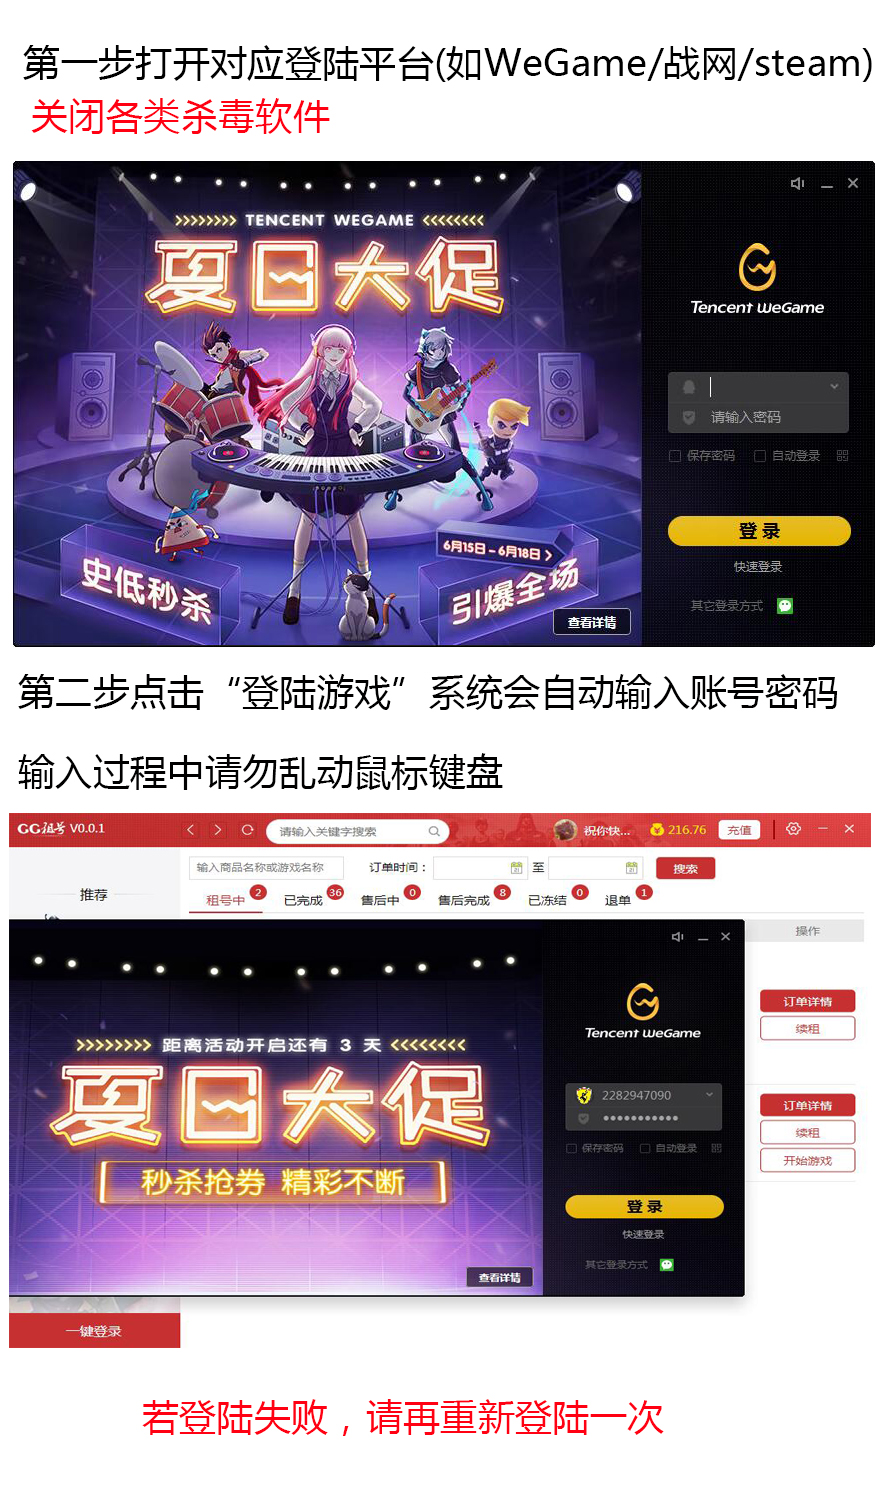 第一步打开对应登陆平台(如WeGame/战网/steam)
关闭各类杀毒软件
>>>>>>>> TENCENT WEGAME <<<<<<<<
夏日大促
Tencent WeGame
请输入密码
保存密码 自动登录
登 录
快速登录
其它登录方式
6月15日 - 6月18日 >
史低秒杀
引爆全场
查看详情
第二步点击“登陆游戏”系统会自动输入账号密码
输入过程中请勿乱动鼠标键盘
GG租号 V0.0.1
请输入关键字搜索
祝你快... 216.76 充值
推荐
输入商品名称或游戏名称 订单时间: 至 搜索
租号中 2 已完成 36 售后中 0 售后完成 8 已冻结 0 退单 1
操作
订单详情
续租
Tencent WeGame
>>>>>>>> 距离活动开启还有 3 天 <<<<<<<<
夏日大促
秒杀抢券 精彩不断
2282947090
●●●●●●●●●●●
保存密码 自动登录
登 录
快速登录
其它登录方式
查看详情
订单详情
续租
开始游戏
一键登录
若登陆失败，请再重新登陆一次